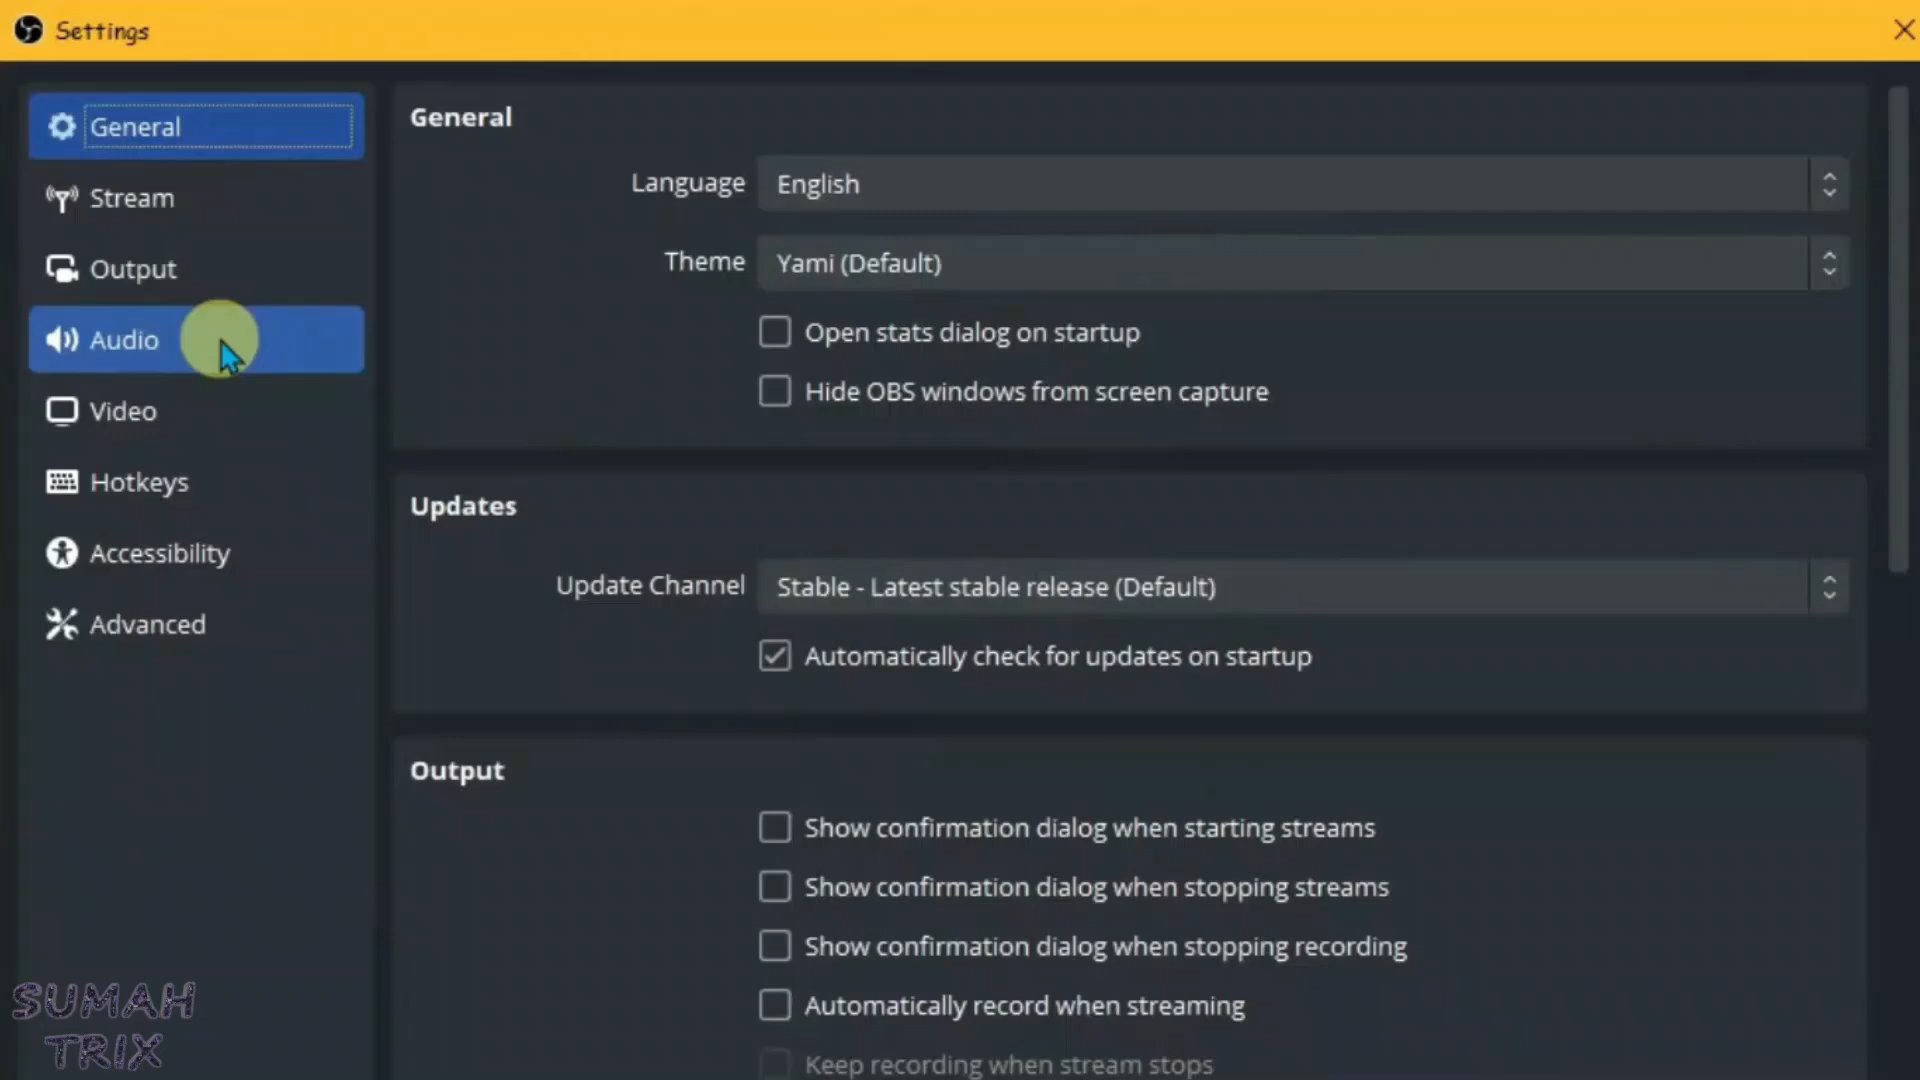 Settings
General
Stream
Output
Audio
Video
Hotkeys
Accessibility
Advanced
General
Language English
Theme Yami (Default)
Open stats dialog on startup
Hide OBS windows from screen capture
Updates
Update Channel Stable - Latest stable release (Default)
Automatically check for updates on startup
Output
Show confirmation dialog when starting streams
Show confirmation dialog when stopping streams
Show confirmation dialog when stopping recording
Automatically record when streaming
Keep recording when stream stops
SUMAH
TRIX